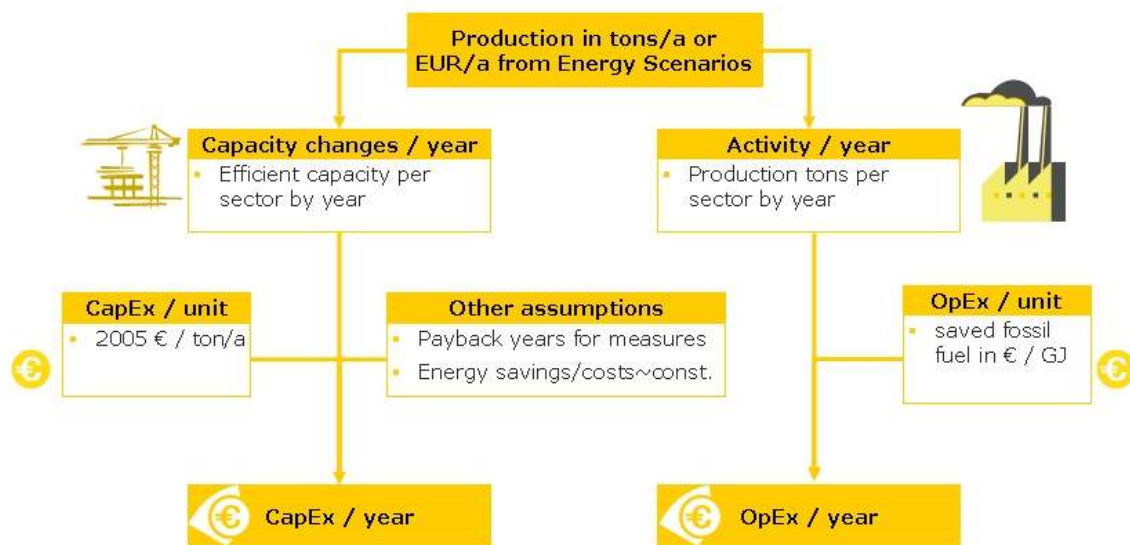 Production in tons/a or
EUR/a from Energy Scenarios
Capacity changes / year
▪ Efficient capacity per
sector by year
Activity / year
▪ Production tons per
sector by year
CapEx / unit
▪ 2005 € / ton/a
Other assumptions
▪ Payback years for measures
▪ Energy savings/costs~const.
OpEx / unit
▪ saved fossil
fuel in € / GJ
€
€
€ CapEx / year
€ OpEx / year